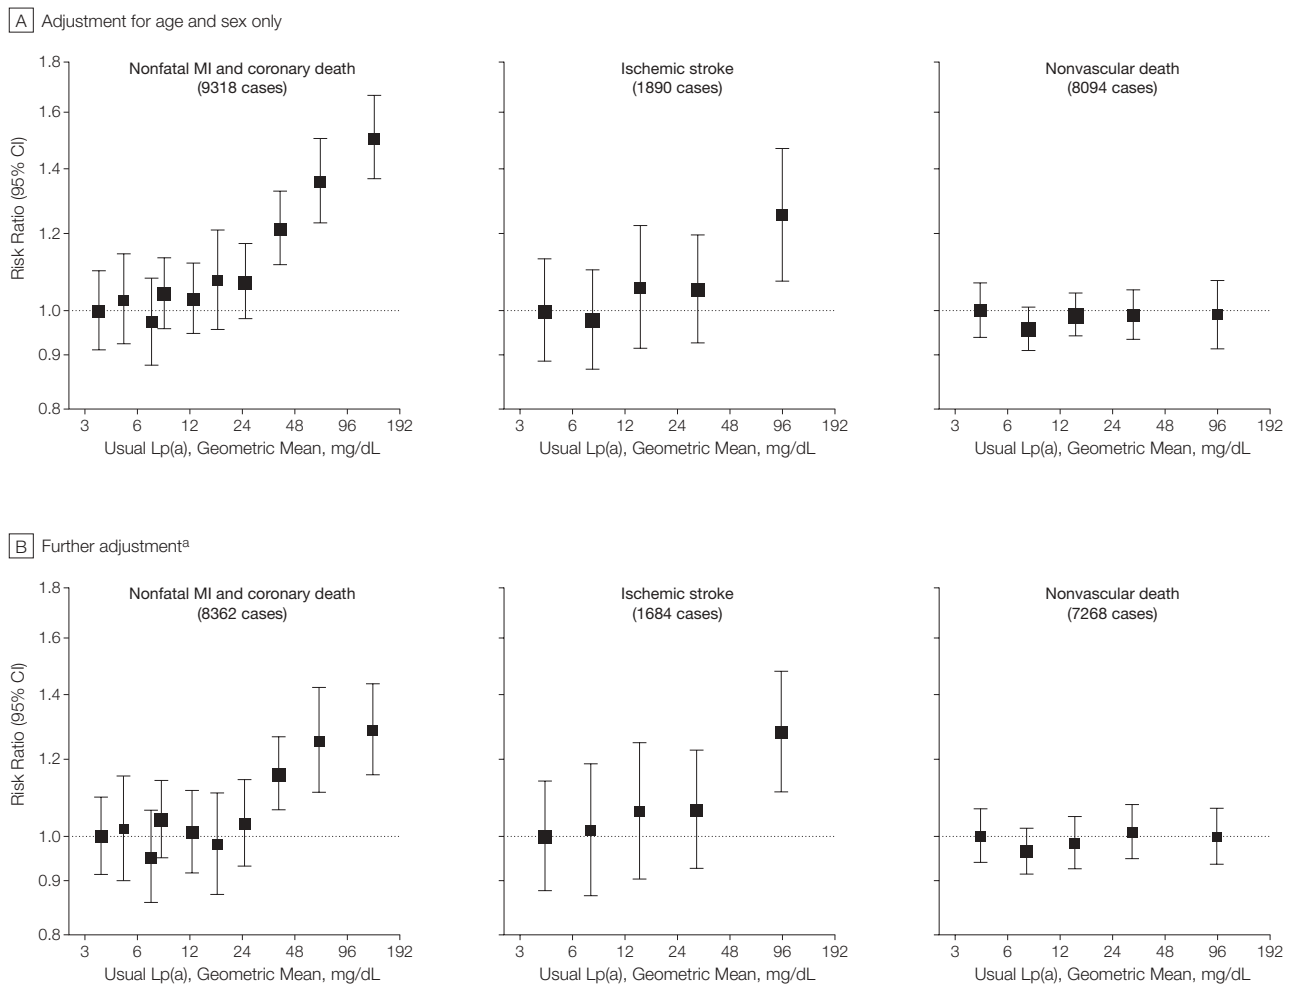 A Adjustment for age and sex only
Nonfatal MI and coronary death
(9318 cases)
Ischemic stroke
(1890 cases)
Nonvascular death
(8094 cases)
Risk Ratio (95% CI)
1.8
1.6
1.4
1.2
1.0
0.9
0.8
3 6 12 24 48 96 192
3 6 12 24 48 96 192
3 6 12 24 48 96 192
Usual Lp(a), Geometric Mean, mg/dL
Usual Lp(a), Geometric Mean, mg/dL
Usual Lp(a), Geometric Mean, mg/dL
B Further adjustmentᵃ
Nonfatal MI and coronary death
(8362 cases)
Ischemic stroke
(1684 cases)
Nonvascular death
(7268 cases)
Risk Ratio (95% CI)
1.8
1.6
1.4
1.2
1.0
0.9
0.8
3 6 12 24 48 96 192
3 6 12 24 48 96 192
3 6 12 24 48 96 192
Usual Lp(a), Geometric Mean, mg/dL
Usual Lp(a), Geometric Mean, mg/dL
Usual Lp(a), Geometric Mean, mg/dL